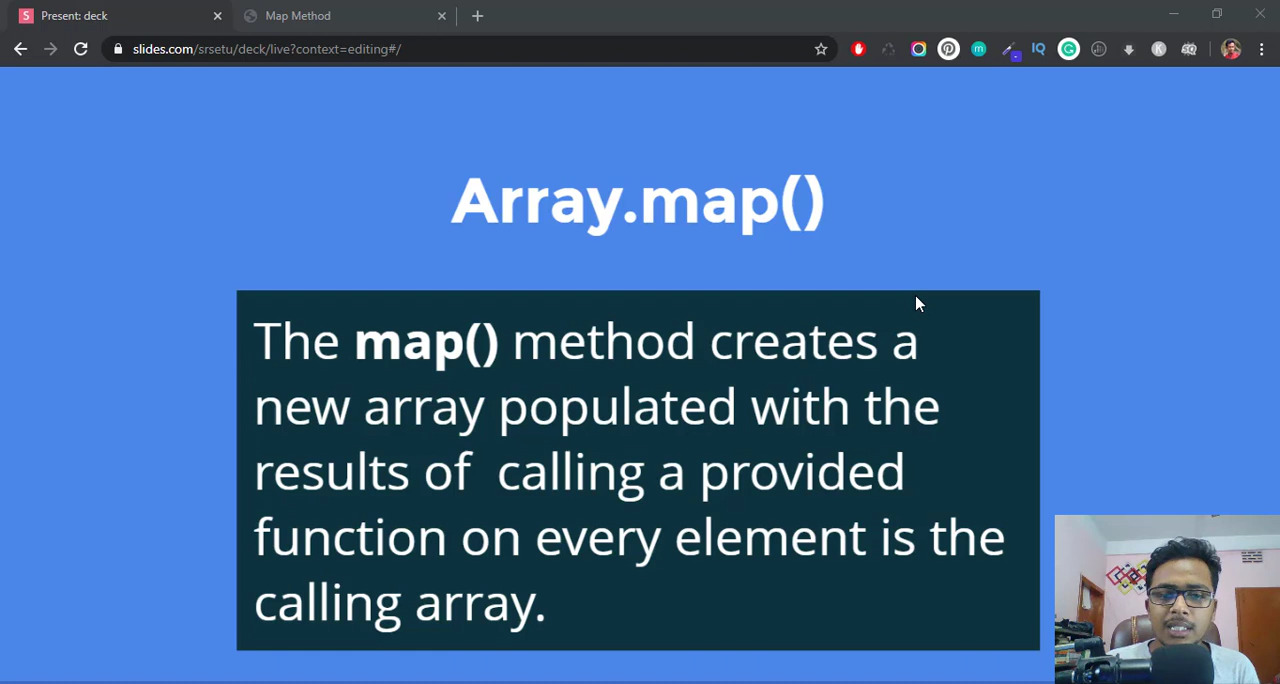 Present: deck
Map Method
slides.com/srsetu/deck/live?context=editing#/
Array.map()
The map() method creates a
new array populated with the
results of calling a provided
function on every element is the
calling array.